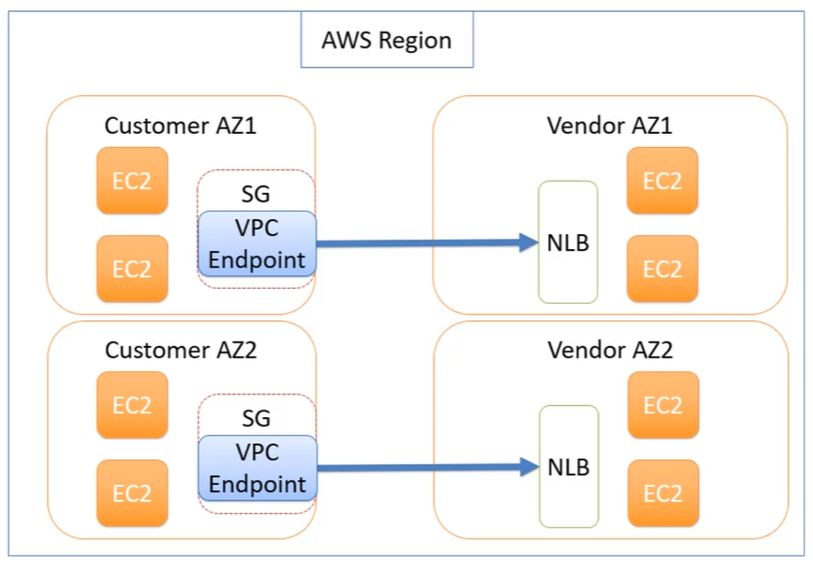 AWS Region
Customer AZ1
Vendor AZ1
EC2
EC2
SG
VPC
Endpoint
NLB
EC2
EC2
Customer AZ2
Vendor AZ2
EC2
EC2
SG
VPC
Endpoint
NLB
EC2
EC2